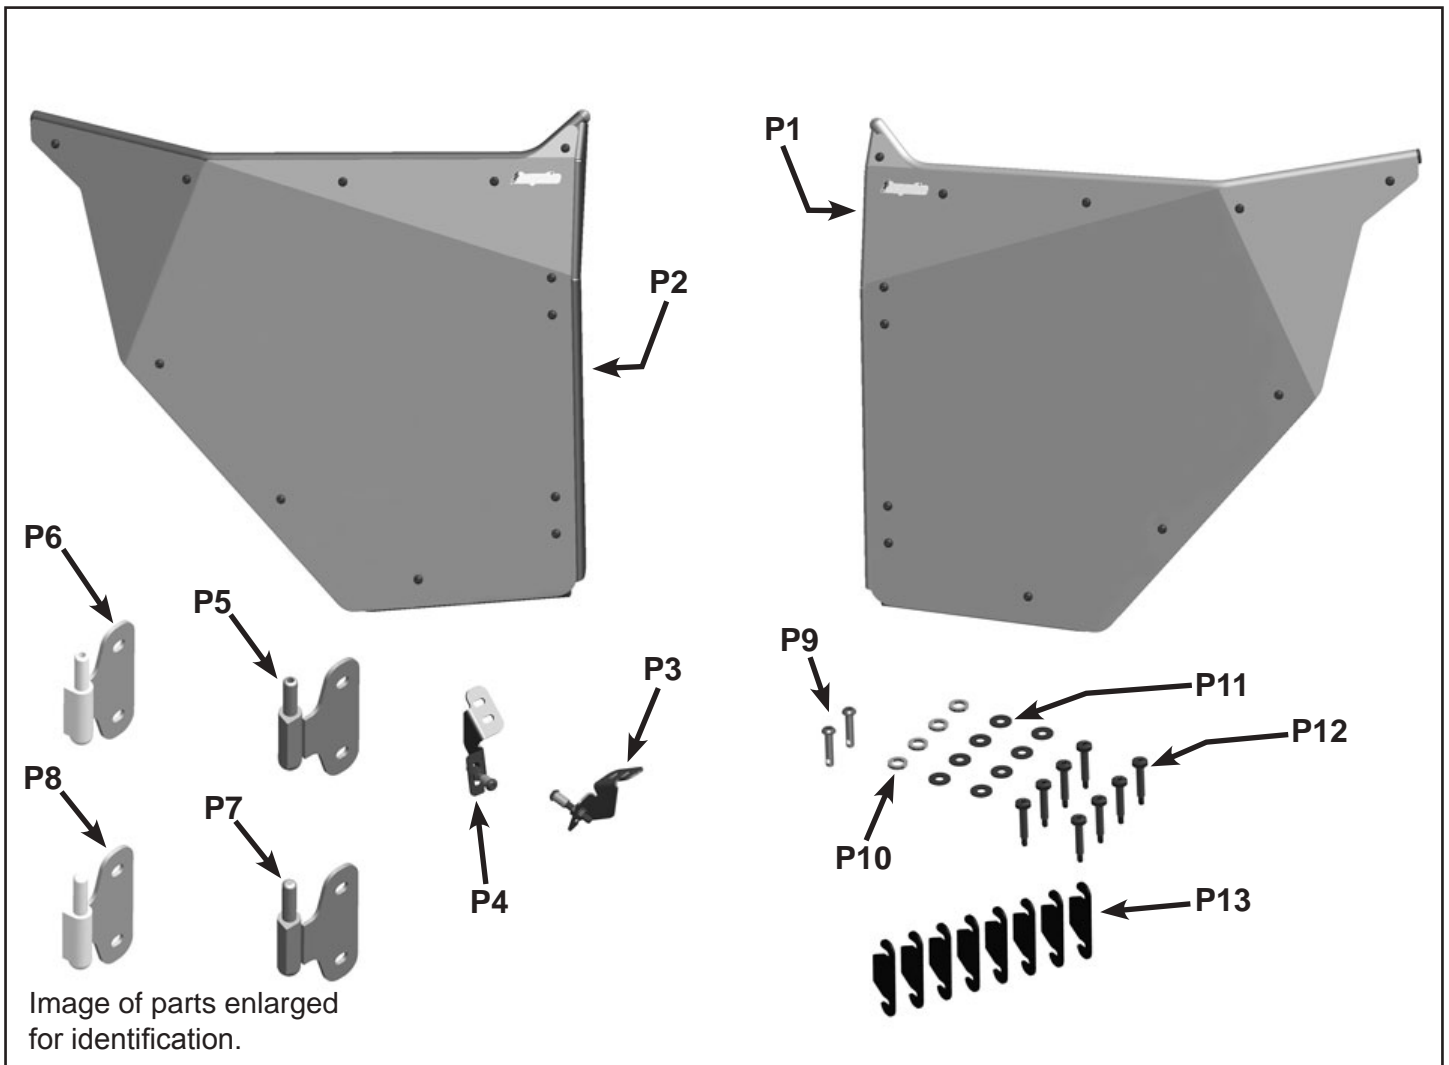 P1
P2
P6
P5
P9
P3
P11
P12
P8
P7
P10
P4
P13
Image of parts enlarged
for identification.